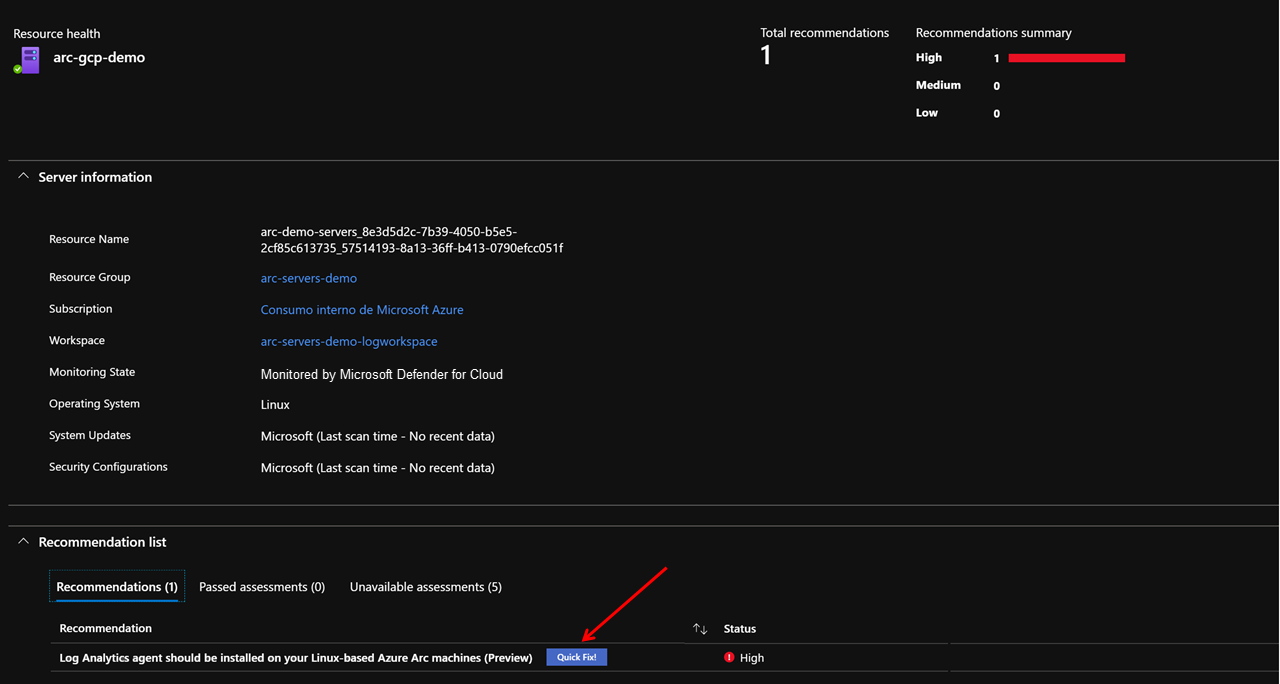 Resource health
arc-gcp-demo
Total recommendations
1
Recommendations summary
High 1
Medium 0
Low 0
Server information
Resource Name
arc-demo-servers_8e3d5d2c-7b39-4050-b5e5-
2cf85c613735_57514193-8a13-36ff-b413-0790efcc051f
Resource Group arc-servers-demo
Subscription Consumo interno de Microsoft Azure
Workspace arc-servers-demo-logworkspace
Monitoring State Monitored by Microsoft Defender for Cloud
Operating System Linux
System Updates Microsoft (Last scan time - No recent data)
Security Configurations Microsoft (Last scan time - No recent data)
Recommendation list
Recommendations (1) Passed assessments (0) Unavailable assessments (5)
Recommendation ↑↓ Status
Log Analytics agent should be installed on your Linux-based Azure Arc machines (Preview) Quick Fix! ! High